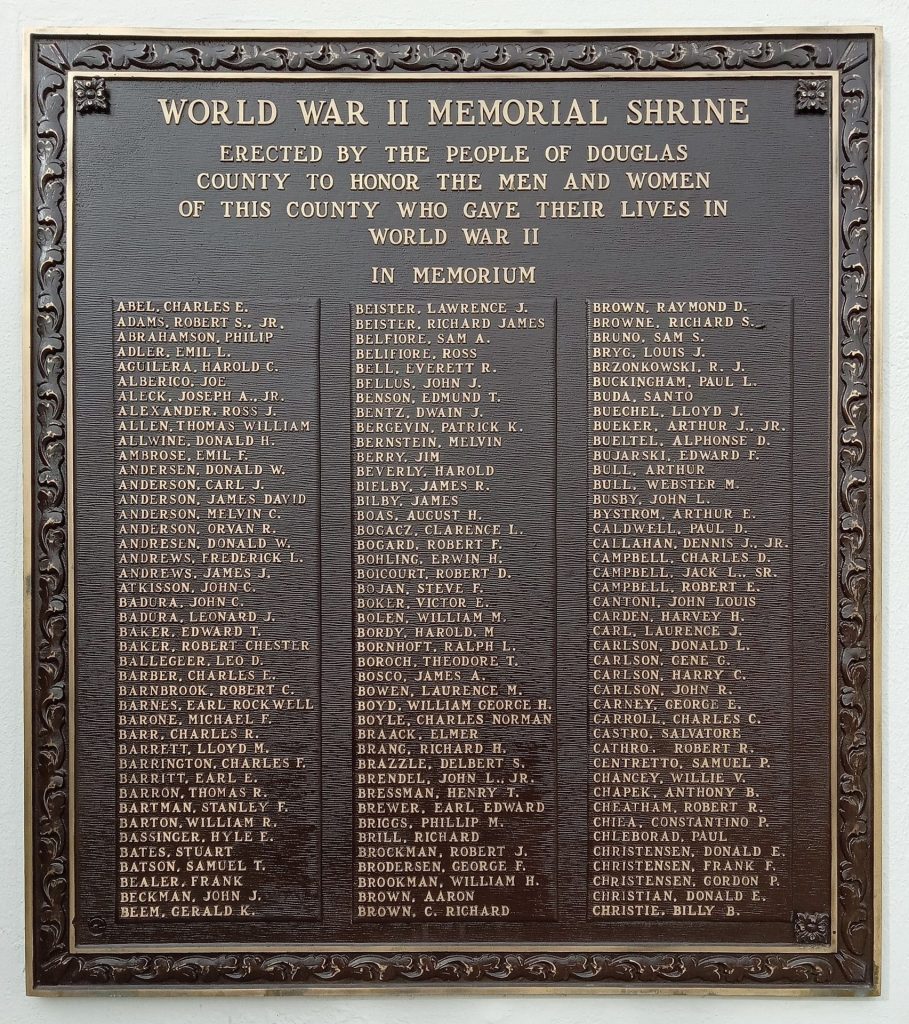 WORLD WAR II MEMORIAL SHRINE
ERECTED BY THE PEOPLE OF DOUGLAS
COUNTY TO HONOR THE MEN AND WOMEN
OF THIS COUNTY WHO GAVE THEIR LIVES IN
WORLD WAR II
IN MEMORIUM
ABEL, CHARLES E.
ADAMS, ROBERT S., JR.
ABRAHAMSON, PHILIP
ADLER, EMIL L.
AGUILERA, HAROLD C.
ALBERICO, JOE
ALECK, JOSEPH A., JR.
ALEXANDER, ROSS J.
ALLEN, THOMAS WILLIAM
ALLWINE, DONALD H.
AMBROSE, EMIL F.
ANDERSEN, DONALD W.
ANDERSON, CARL J.
ANDERSON, JAMES DAVID
ANDERSON, MELVIN C.
ANDERSON, ORVAN R.
ANDRESEN, DONALD W.
ANDREWS, FREDERICK L.
ANDREWS, JAMES J.
ATKISSON, JOHN C.
BADURA, JOHN C.
BADURA, LEONARD J.
BAKER, EDWARD T.
BAKER, ROBERT CHESTER
BALLEGEER, LEO D.
BARBER, CHARLES E.
BARNBROOK, ROBERT C.
BARNES, EARL ROCKWELL
BARONE, MICHAEL F.
BARR, CHARLES R.
BARRETT, LLOYD M.
BARRINGTON, CHARLES F.
BARRITT, EARL E.
BARRON, THOMAS R.
BARTMAN, STANLEY F.
BARTON, WILLIAM R.
BASSINGER, HYLE E.
BATES, STUART
BATSON, SAMUEL T.
BEALER, FRANK
BECKMAN, JOHN J.
BEEM, GERALD K.
BEISTER, LAWRENCE J.
BEISTER, RICHARD JAMES
BELFIORE, SAM A.
BELIFIORE, ROSS
BELL, EVERETT R.
BELLUS, JOHN J.
BENSON, EDMUND T.
BENTZ, DWAIN J.
BERGEVIN, PATRICK K.
BERNSTEIN, MELVIN
BERRY, JIM
BEVERLY, HAROLD
BIELBY, JAMES R.
BILBY, JAMES
BOAS, AUGUST H.
BOGACZ, CLARENCE L.
BOGARD, ROBERT F.
BOHLING, ERWIN H.
BOICOURT, ROBERT D.
BOJAN, STEVE F.
BOKER, VICTOR E.
BOLEN, WILLIAM M.
BORDY, HAROLD, M
BORNHOFT, RALPH L.
BOROCH, THEODORE T.
BOSCO, JAMES A.
BOWEN, LAURENCE M.
BOYD, WILLIAM GEORGE H.
BOYLE, CHARLES NORMAN
BRAACK, ELMER
BRANG, RICHARD H.
BRAZZLE, DELBERT S.
BRENDEL, JOHN L., JR.
BRESSMAN, HENRY T.
BREWER, EARL EDWARD
BRIGGS, PHILLIP M.
BRILL, RICHARD
BROCKMAN, ROBERT J.
BRODERSEN, GEORGE F.
BROOKMAN, WILLIAM H.
BROWN, AARON
BROWN, C. RICHARD
BROWN, RAYMOND D.
BROWNE, RICHARD S.
BRUNO, SAM S.
BRYG, LOUIS J.
BRZONKOWSKI, R. J.
BUCKINGHAM, PAUL L.
BUDA, SANTO
BUECHEL, LLOYD J.
BUEKER, ARTHUR J., JR.
BUELTEL, ALPHONSE D.
BUJARSKI, EDWARD F.
BULL, ARTHUR
BULL, WEBSTER M.
BUSBY, JOHN L.
BYSTROM, ARTHUR E.
CALDWELL, PAUL D.
CALLAHAN, DENNIS J., JR.
CAMPBELL, CHARLES D.
CAMPBELL, JACK L., SR.
CAMPBELL, ROBERT E.
CANTONI, JOHN LOUIS
CARDEN, HARVEY H.
CARL, LAURENCE J.
CARLSON, DONALD L.
CARLSON, GENE G.
CARLSON, HARRY C.
CARLSON, JOHN R.
CARNEY, GEORGE E.
CARROLL, CHARLES C.
CASTRO, SALVATORE
CATHRO, ROBERT R.
CENTRETTO, SAMUEL P.
CHANCEY, WILLIE V.
CHAPEK, ANTHONY B.
CHEATHAM, ROBERT R.
CHIEA, CONSTANTINO P.
CHLEBORAD, PAUL
CHRISTENSEN, DONALD E.
CHRISTENSEN, FRANK F.
CHRISTENSEN, GORDON P.
CHRISTIAN, DONALD E.
CHRISTIE, BILLY B.